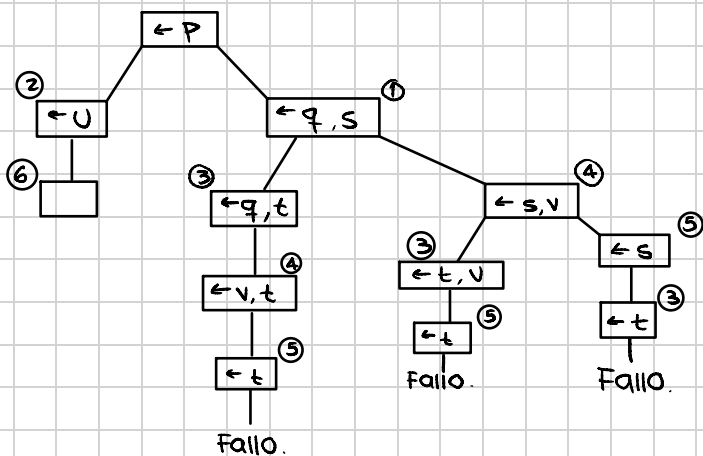 ← P
②
← U
⑥
①
← q, s
③
← q, t
④
← v, t
⑤
← t
Fallo.
④
← s, v
③
← t, v
⑤
← t
Fallo.
⑤
← s
③
← t
Fallo.